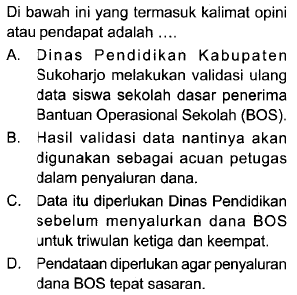 Di bawah ini yang termasuk kalimat opini
atau pendapat adalah ....
A. Dinas Pendidikan Kabupaten
Sukoharjo melakukan validasi ulang
data siswa sekolah dasar penerima
Bantuan Operasional Sekolah (BOS).
B. Hasil validasi data nantinya akan
digunakan sebagai acuan petugas
dalam penyaluran dana.
C. Data itu diperlukan Dinas Pendidikan
sebelum menyalurkan dana BOS
untuk triwulan ketiga dan keempat.
D. Pendataan diperlukan agar penyaluran
dana BOS tepat sasaran.